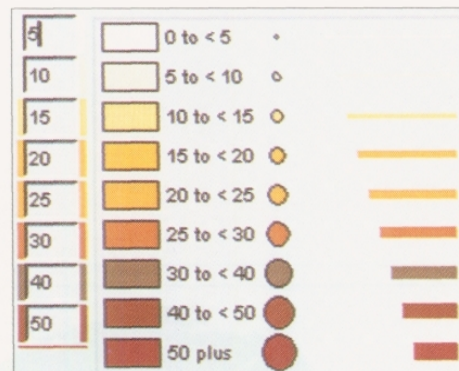 5 0 to < 5
10 5 to < 10
15 10 to < 15
20 15 to < 20
25 20 to < 25
30 25 to < 30
40 30 to < 40
50 40 to < 50
50 plus